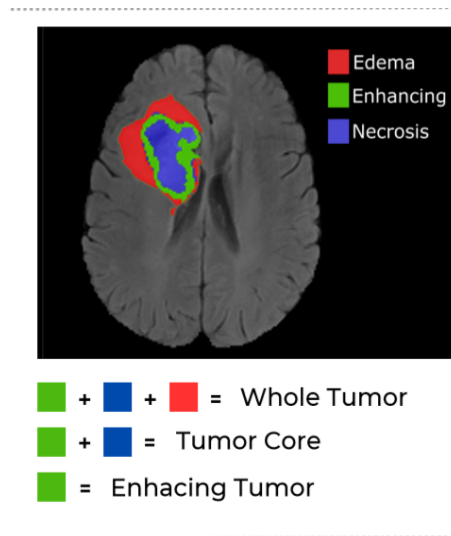 Edema
Enhancing
Necrosis
+ + = Whole Tumor
+ = Tumor Core
= Enhacing Tumor